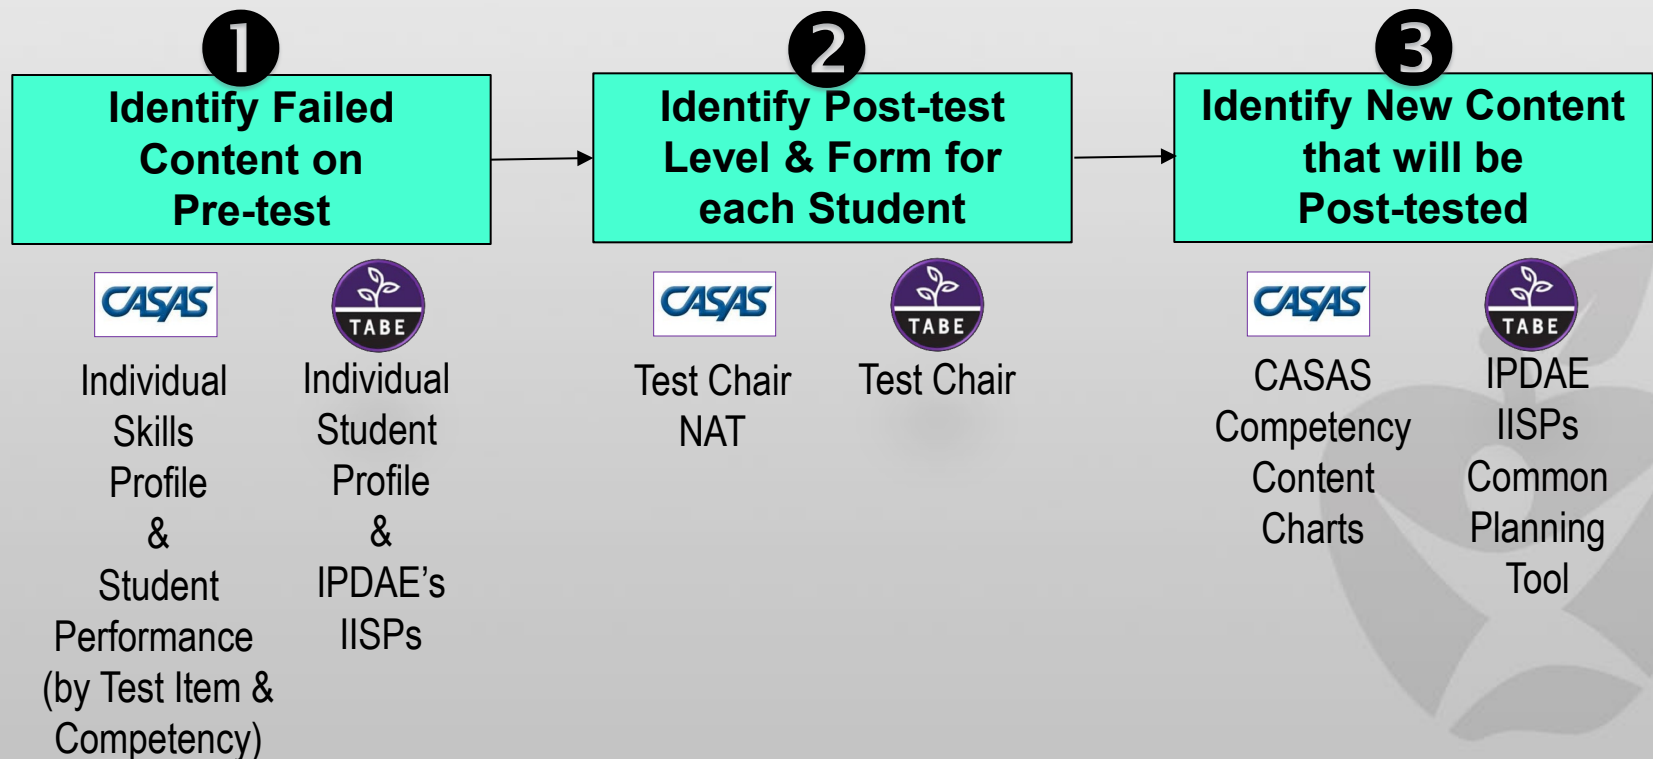 1
Identify Failed
Content on
Pre-test
CASAS
TABE
Individual
Skills
Profile
&
Student
Performance
(by Test Item &
Competency)
Individual
Student
Profile
&
IPDAE’s
IISPs
2
Identify Post-test
Level & Form for
each Student
CASAS
TABE
Test Chair
NAT
Test Chair
3
Identify New Content
that will be
Post-tested
CASAS
TABE
CASAS
Competency
Content
Charts
IPDAE
IISPs
Common
Planning
Tool